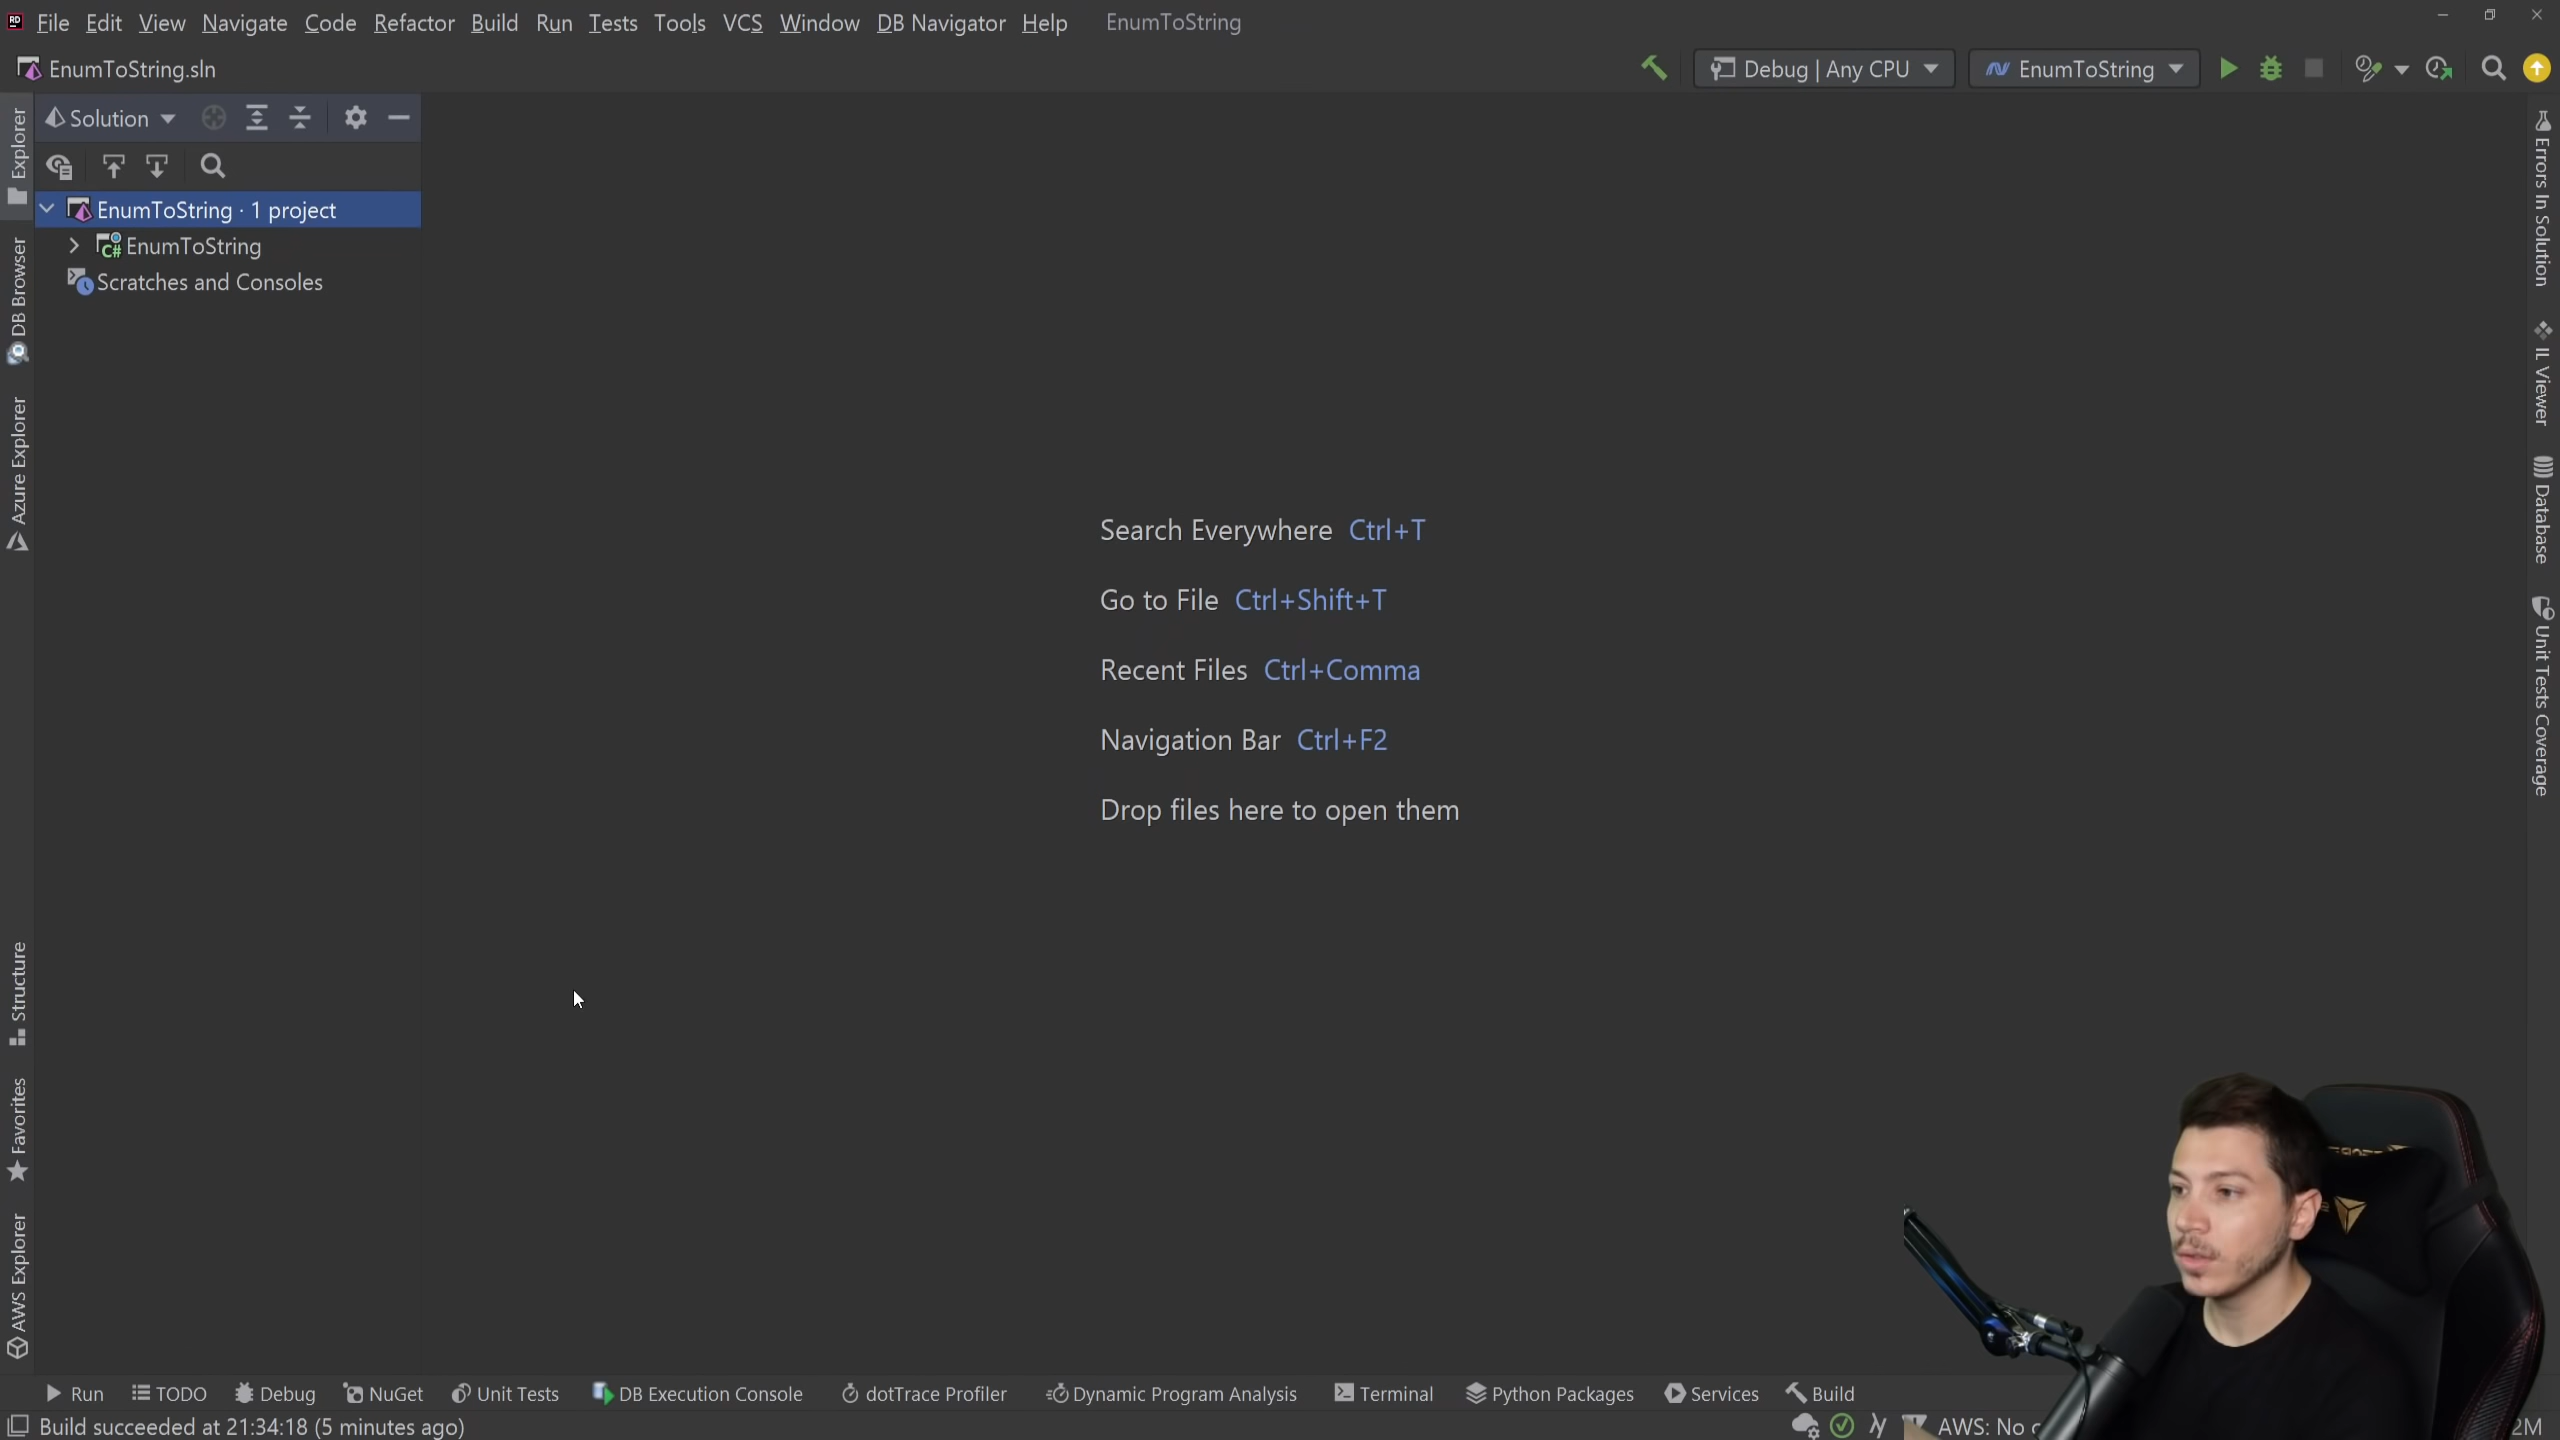 File Edit View Navigate Code Refactor Build Run Tests Tools VCS Window DB Navigator Help EnumToString
EnumToString.sln
Debug | Any CPU
EnumToString
Solution
EnumToString · 1 project
EnumToString
Scratches and Consoles
Explorer
DB Browser
Azure Explorer
Structure
Favorites
AWS Explorer
Search Everywhere Ctrl+T
Go to File Ctrl+Shift+T
Recent Files Ctrl+Comma
Navigation Bar Ctrl+F2
Drop files here to open them
Errors In Solution
IL Viewer
Database
Unit Tests Coverage
Run TODO Debug NuGet Unit Tests DB Execution Console dotTrace Profiler Dynamic Program Analysis Terminal Python Packages Services Build
Build succeeded at 21:34:18 (5 minutes ago)
AWS: No